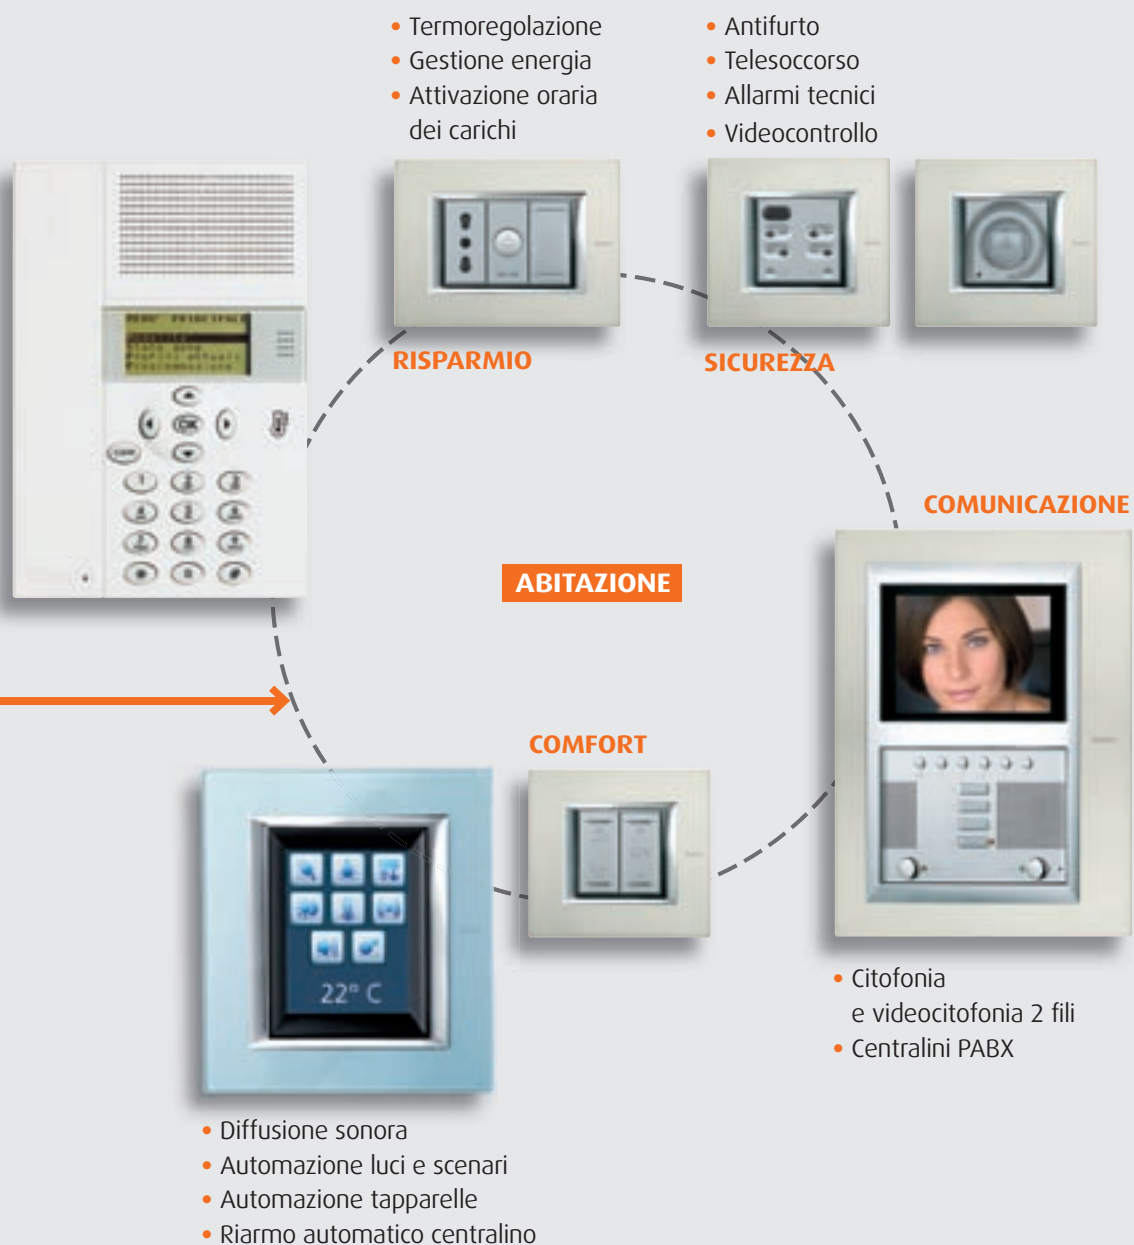 • Termoregolazione
• Gestione energia
• Attivazione oraria
dei carichi
• Antifurto
• Telesoccorso
• Allarmi tecnici
• Videocontrollo
RISPARMIO
SICUREZZA
COMUNICAZIONE
ABITAZIONE
OK
COMFORT
22° C
• Citofonia
e videocitofonia 2 fili
• Centralini PABX
• Diffusione sonora
• Automazione luci e scenari
• Automazione tapparelle
• Riarmo automatico centralino